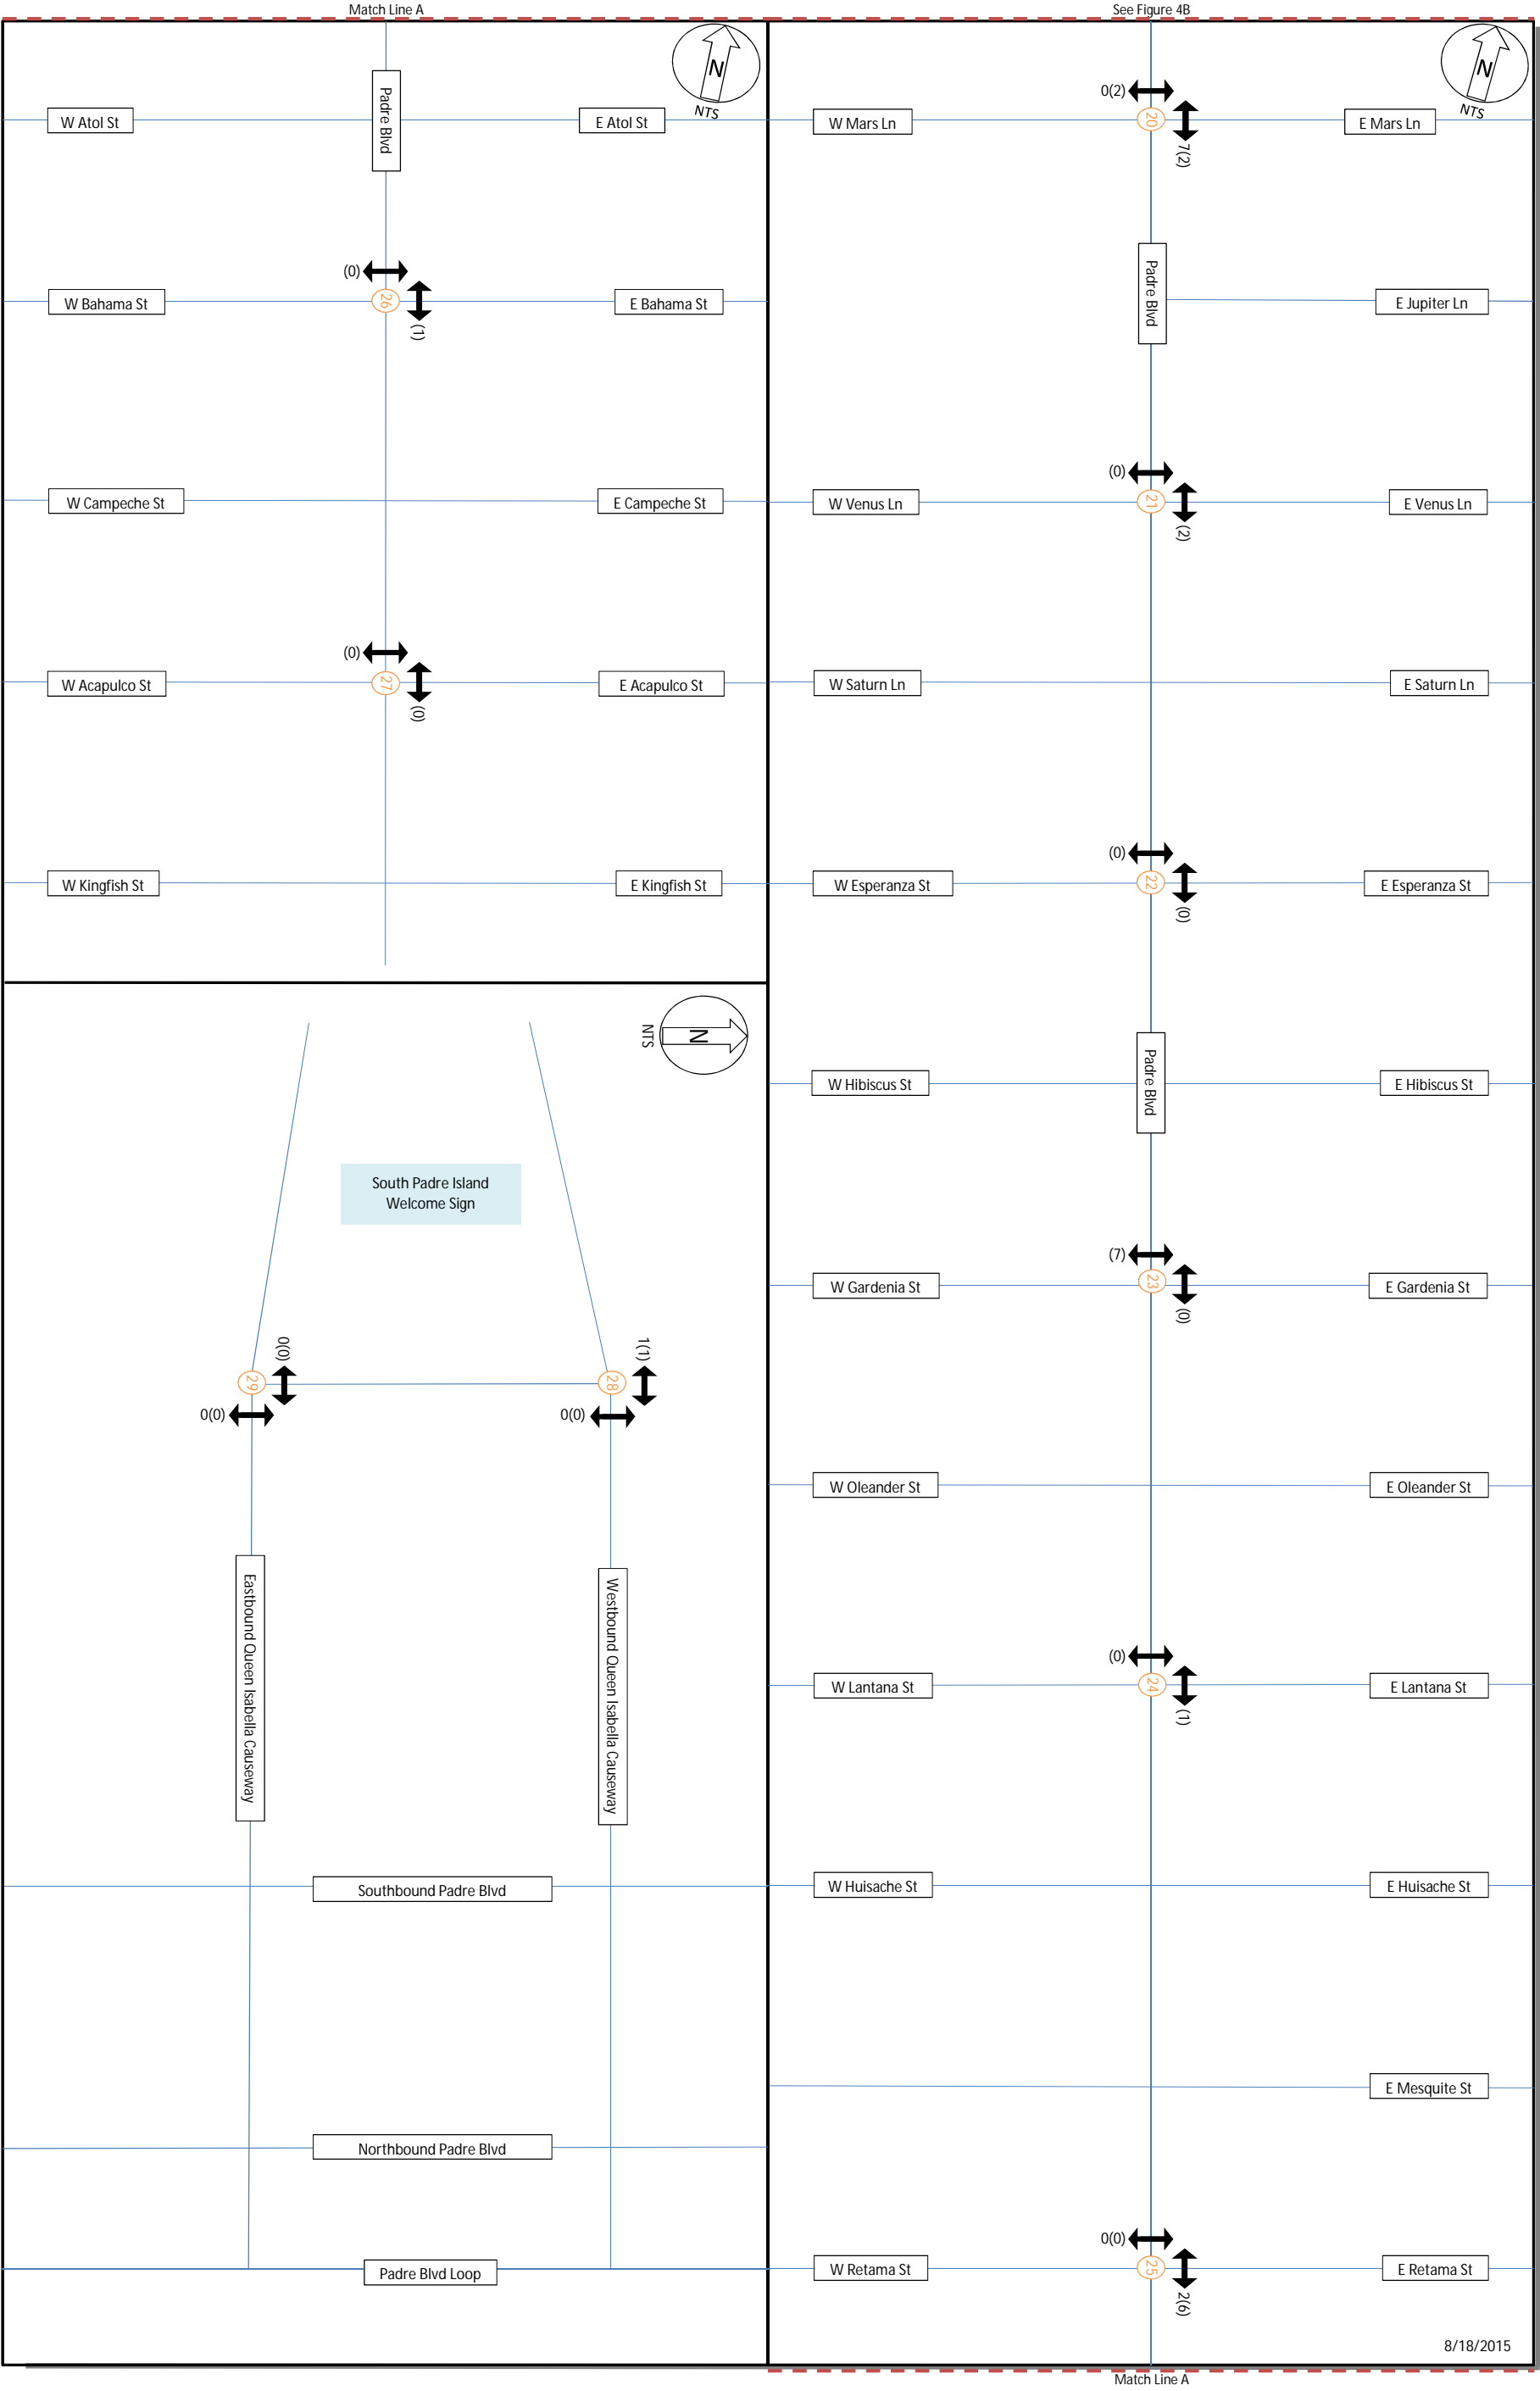 Match Line A
See Figure 4B
N
NTS
Padre Blvd
W Atol St
E Atol St
(0)
26
(1)
W Bahama St
E Bahama St
W Campeche St
E Campeche St
(0)
27
(0)
W Acapulco St
E Acapulco St
W Kingfish St
E Kingfish St
N
NTS
South Padre Island
Welcome Sign
0(0)
29
0(0)
1(1)
28
0(0)
Eastbound Queen Isabella Causeway
Westbound Queen Isabella Causeway
Southbound Padre Blvd
Northbound Padre Blvd
Padre Blvd Loop
N
NTS
0(2)
20
7(2)
W Mars Ln
E Mars Ln
Padre Blvd
E Jupiter Ln
(0)
21
(2)
W Venus Ln
E Venus Ln
W Saturn Ln
E Saturn Ln
(0)
22
(0)
W Esperanza St
E Esperanza St
Padre Blvd
W Hibiscus St
E Hibiscus St
(7)
23
(0)
W Gardenia St
E Gardenia St
W Oleander St
E Oleander St
(0)
24
(1)
W Lantana St
E Lantana St
W Huisache St
E Huisache St
E Mesquite St
0(0)
25
2(6)
W Retama St
E Retama St
8/18/2015
Match Line A